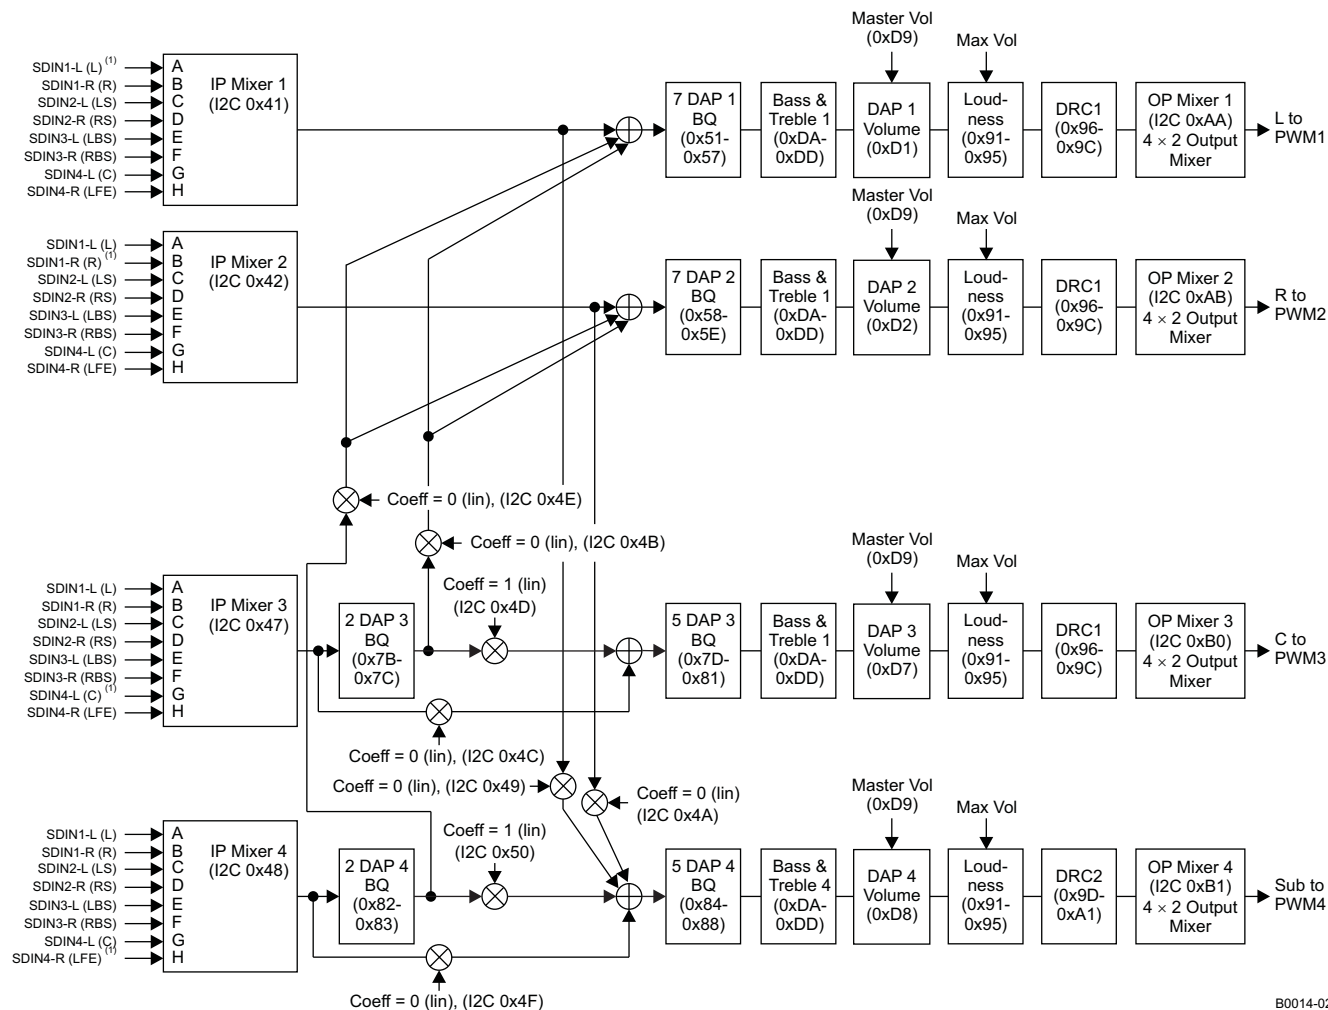 Master Vol
(0xD9)
Max Vol
SDIN1-L (L) (1)
SDIN1-R (R)
SDIN2-L (LS)
SDIN2-R (RS)
SDIN3-L (LBS)
SDIN3-R (RBS)
SDIN4-L (C)
SDIN4-R (LFE)
A
B
C
D
E
F
G
H
IP Mixer 1
(I2C 0x41)
7 DAP 1
BQ
(0x51-
0x57)
Bass &
Treble 1
(0xDA-
0xDD)
DAP 1
Volume
(0xD1)
Loud-
ness
(0x91-
0x95)
DRC1
(0x96-
0x9C)
OP Mixer 1
(I2C 0xAA)
4 × 2 Output
Mixer
L to
PWM1
Master Vol
(0xD9)
Max Vol
SDIN1-L (L)
SDIN1-R (R) (1)
SDIN2-L (LS)
SDIN2-R (RS)
SDIN3-L (LBS)
SDIN3-R (RBS)
SDIN4-L (C)
SDIN4-R (LFE)
A
B
C
D
E
F
G
H
IP Mixer 2
(I2C 0x42)
7 DAP 2
BQ
(0x58-
0x5E)
Bass &
Treble 1
(0xDA-
0xDD)
DAP 2
Volume
(0xD2)
Loud-
ness
(0x91-
0x95)
DRC1
(0x96-
0x9C)
OP Mixer 2
(I2C 0xAB)
4 × 2 Output
Mixer
R to
PWM2
Coeff = 0 (lin), (I2C 0x4E)
Coeff = 0 (lin), (I2C 0x4B)
Coeff = 1 (lin)
(I2C 0x4D)
Master Vol
(0xD9)
Max Vol
SDIN1-L (L)
SDIN1-R (R)
SDIN2-L (LS)
SDIN2-R (RS)
SDIN3-L (LBS)
SDIN3-R (RBS)
SDIN4-L (C) (1)
SDIN4-R (LFE)
A
B
C
D
E
F
G
H
IP Mixer 3
(I2C 0x47)
2 DAP 3
BQ
(0x7B-
0x7C)
5 DAP 3
BQ
(0x7D-
0x81)
Bass &
Treble 1
(0xDA-
0xDD)
DAP 3
Volume
(0xD7)
Loud-
ness
(0x91-
0x95)
DRC1
(0x96-
0x9C)
OP Mixer 3
(I2C 0xB0)
4 × 2 Output
Mixer
C to
PWM3
Coeff = 0 (lin), (I2C 0x4C)
Coeff = 0 (lin), (I2C 0x49)
Coeff = 0 (lin)
(I2C 0x4A)
Coeff = 1 (lin)
(I2C 0x50)
Master Vol
(0xD9)
Max Vol
SDIN1-L (L)
SDIN1-R (R)
SDIN2-L (LS)
SDIN2-R (RS)
SDIN3-L (LBS)
SDIN3-R (RBS)
SDIN4-L (C)
SDIN4-R (LFE) (1)
A
B
C
D
E
F
G
H
IP Mixer 4
(I2C 0x48)
2 DAP 4
BQ
(0x82-
0x83)
5 DAP 4
BQ
(0x84-
0x88)
Bass &
Treble 4
(0xDA-
0xDD)
DAP 4
Volume
(0xD8)
Loud-
ness
(0x91-
0x95)
DRC2
(0x9D-
0xA1)
OP Mixer 4
(I2C 0xB1)
4 × 2 Output
Mixer
Sub to
PWM4
Coeff = 0 (lin), (I2C 0x4F)
B0014-02